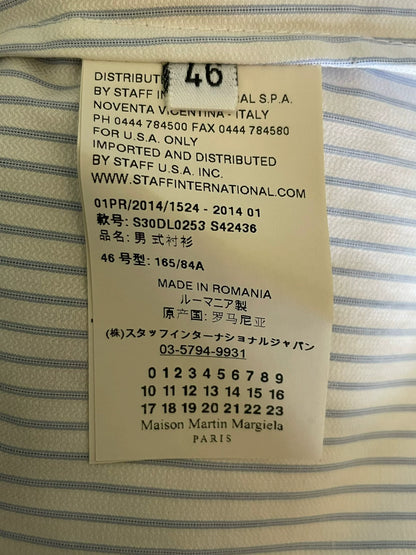 46
DISTRIBUT
BY STAFF IN AL S.P.A.
NOVENTA VICENTINA - ITALY
PH 0444 784500 FAX 0444 784580
FOR U.S.A. ONLY
IMPORTED AND DISTRIBUTED
BY STAFF U.S.A. INC.
WWW.STAFFINTERNATIONAL.COM
01PR/2014/1524 - 2014 01
款号: S30DL0253 S42436
品名: 男式衬衫
46 号型: 165/84A
MADE IN ROMANIA
ルーマニア製
原产国: 罗马尼亚
(株)スタッフインターナショナルジャパン
03-5794-9931
0 1 2 3 4 5 6 7 8 9
10 11 12 13 14 15 16
17 18 19 20 21 22 23
Maison Martin Margiela
PARIS